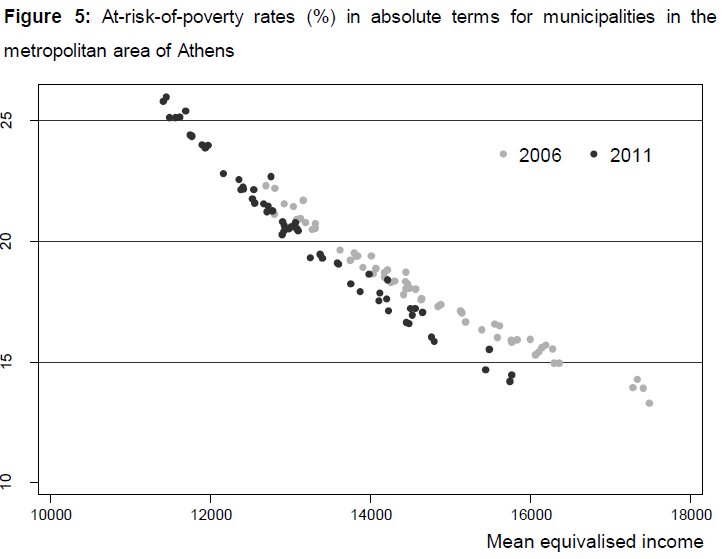 Figure 5: At-risk-of-poverty rates (%) in absolute terms for municipalities in the
metropolitan area of Athens
25
2006 2011
20
15
10
10000 12000 14000 16000 18000
Mean equivalised income